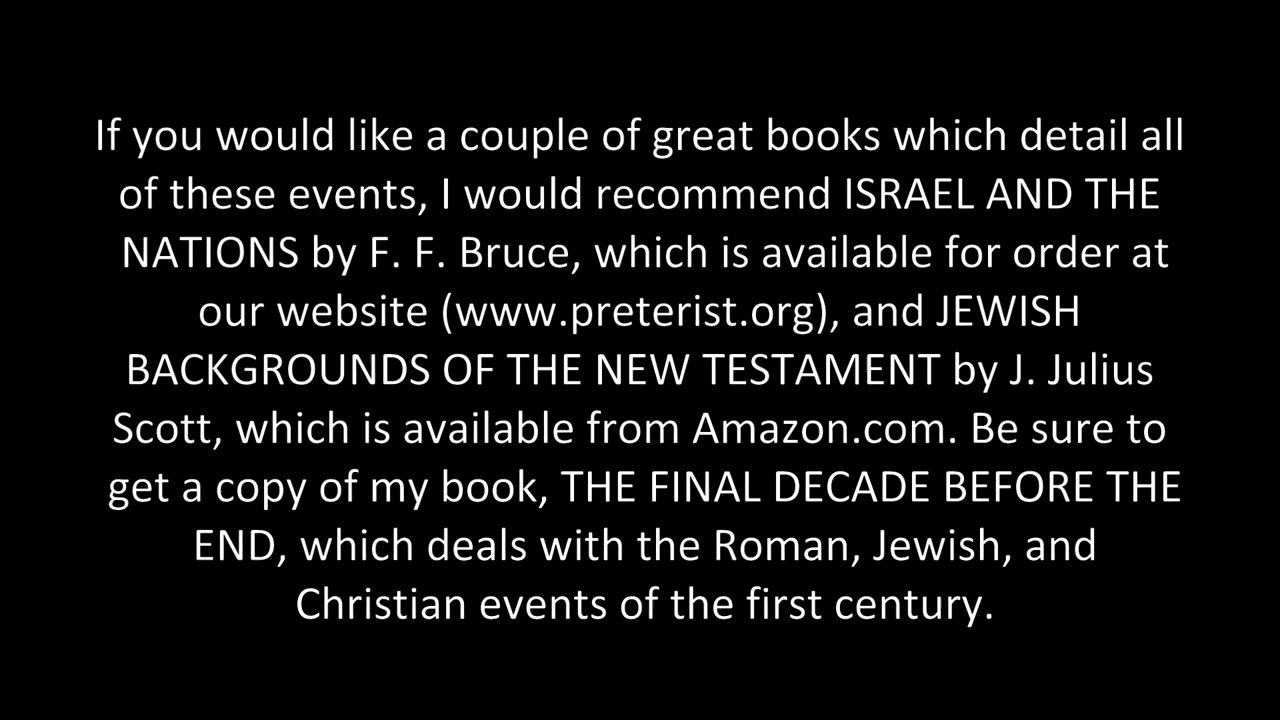 If you would like a couple of great books which detail all
of these events, I would recommend ISRAEL AND THE
NATIONS by F. F. Bruce, which is available for order at
our website (www.preterist.org), and JEWISH
BACKGROUNDS OF THE NEW TESTAMENT by J. Julius
Scott, which is available from Amazon.com. Be sure to
get a copy of my book, THE FINAL DECADE BEFORE THE
END, which deals with the Roman, Jewish, and
Christian events of the first century.